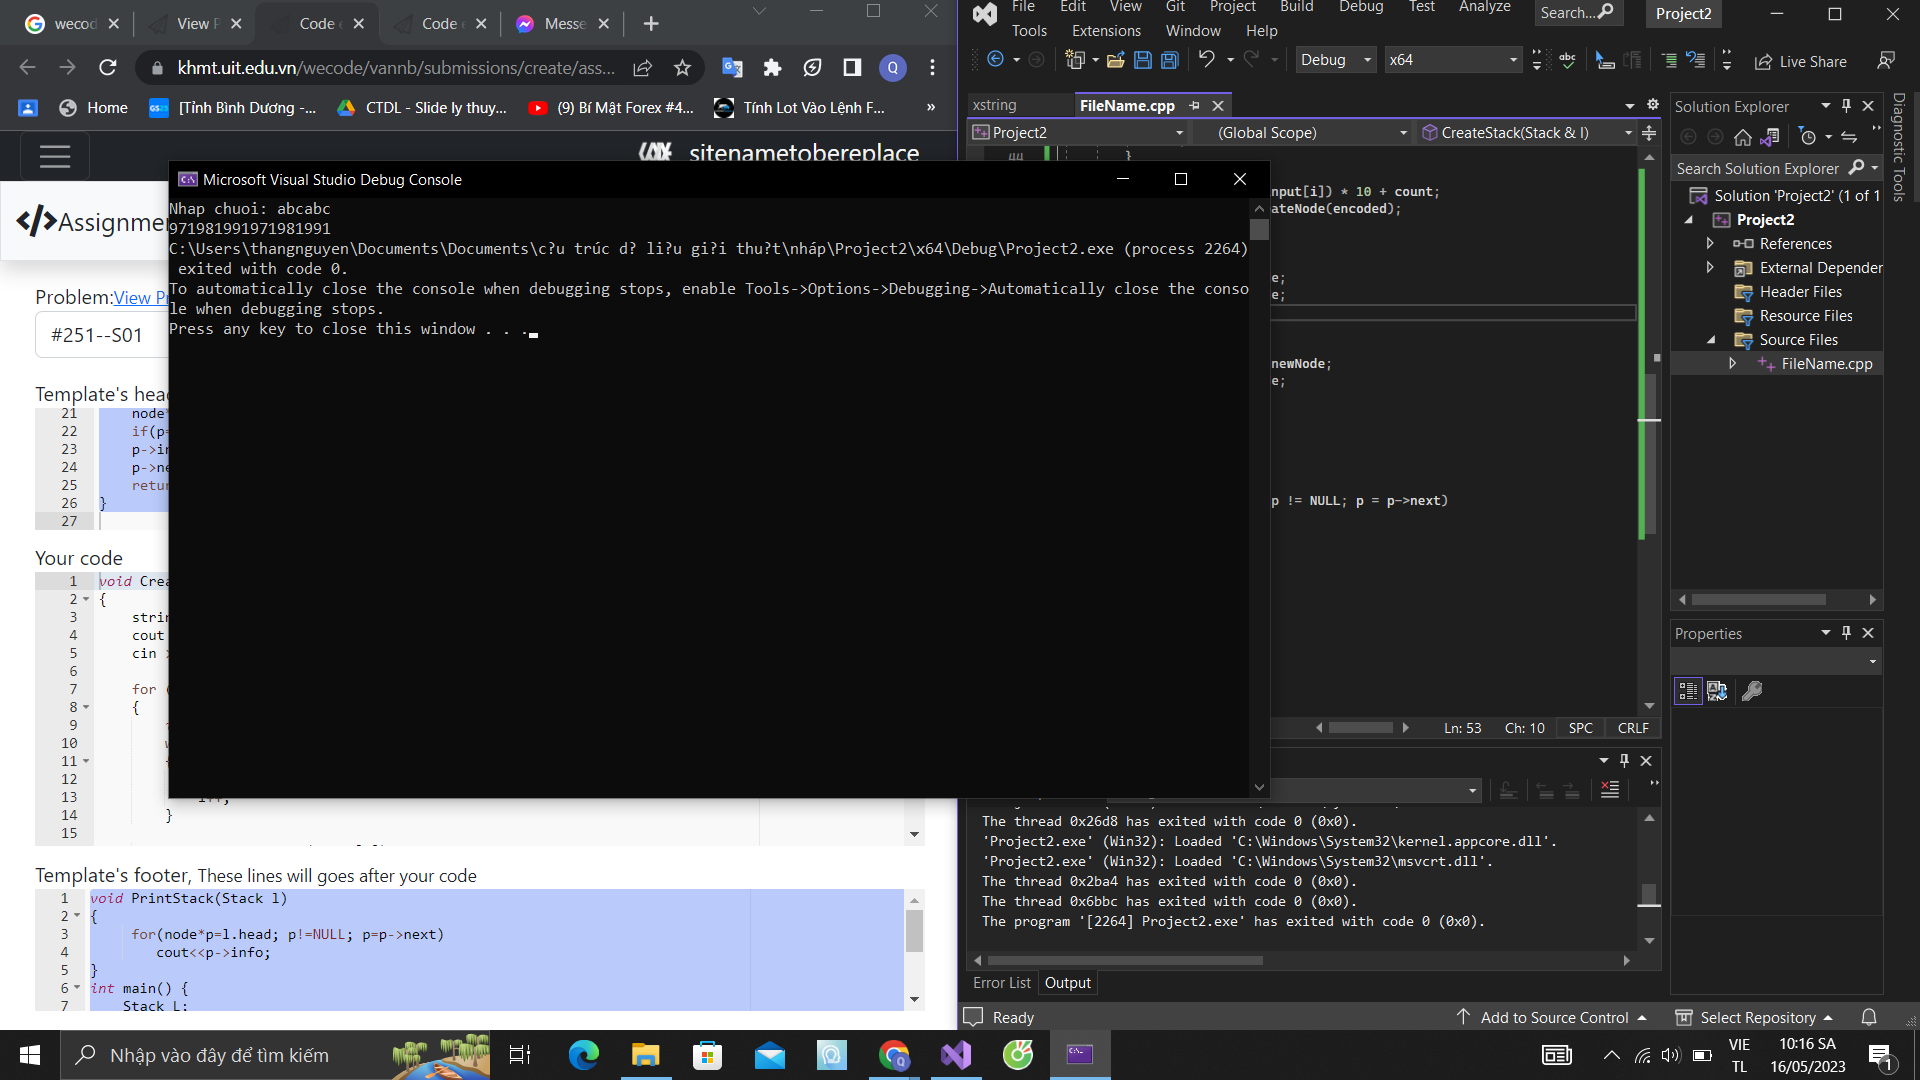 wecod
View P
Code
Code
Messe
khmt.uit.edu.vn/wecode/vannb/submissions/create/ass...
Q
Home
[Tỉnh Bình Dương -...
CTDL - Slide ly thuy...
(9) Bí Mật Forex #4...
Tính Lot Vào Lệnh F...
»
sitenametobereplace
</>Assignme
Problem:View Pr
#251--S01
Template's hea
21 node*
22 if(p=
23 p->in
24 p->ne
25 retur
26 }
27
Your code
1 void Crea
2 {
3 strin
4 cout
5 cin >
6
7 for (
8 {
9
10 w
11
12
13 i++;
14 }
15
Template's footer, These lines will goes after your code
1 void PrintStack(Stack l)
2 {
3 for(node*p=l.head; p!=NULL; p=p->next)
4 cout<<p->info;
5 }
6 int main() {
7 Stack L;
Microsoft Visual Studio Debug Console
Nhap chuoi: abcabc
971981991971981991
C:\Users\thangnguyen\Documents\Documents\c?u trúc d? li?u gi?i thu?t\nháp\Project2\x64\Debug\Project2.exe (process 2264)
exited with code 0.
To automatically close the console when debugging stops, enable Tools->Options->Debugging->Automatically close the conso
le when debugging stops.
Press any key to close this window . . .
File Edit View Git Project Build Debug Test Analyze
Tools Extensions Window Help
Search...
Project2
Debug
x64
Live Share
xstring
FileName.cpp
Project2
(Global Scope)
CreateStack(Stack & l)
44 }
nput[i]) * 10 + count;
ateNode(encoded);
e;
e;
newNode;
e;
p != NULL; p = p->next)
Ln: 53 Ch: 10 SPC CRLF
The thread 0x26d8 has exited with code 0 (0x0).
'Project2.exe' (Win32): Loaded 'C:\Windows\System32\kernel.appcore.dll'.
'Project2.exe' (Win32): Loaded 'C:\Windows\System32\msvcrt.dll'.
The thread 0x2ba4 has exited with code 0 (0x0).
The thread 0x6bbc has exited with code 0 (0x0).
The program '[2264] Project2.exe' has exited with code 0 (0x0).
Error List
Output
Solution Explorer
Search Solution Explorer
Solution 'Project2' (1 of 1
Project2
References
External Depender
Header Files
Resource Files
Source Files
FileName.cpp
Properties
Diagnostic Tools
Ready
Add to Source Control
Select Repository
Nhập vào đây để tìm kiếm
VIE
TL
10:16 SA
16/05/2023
1